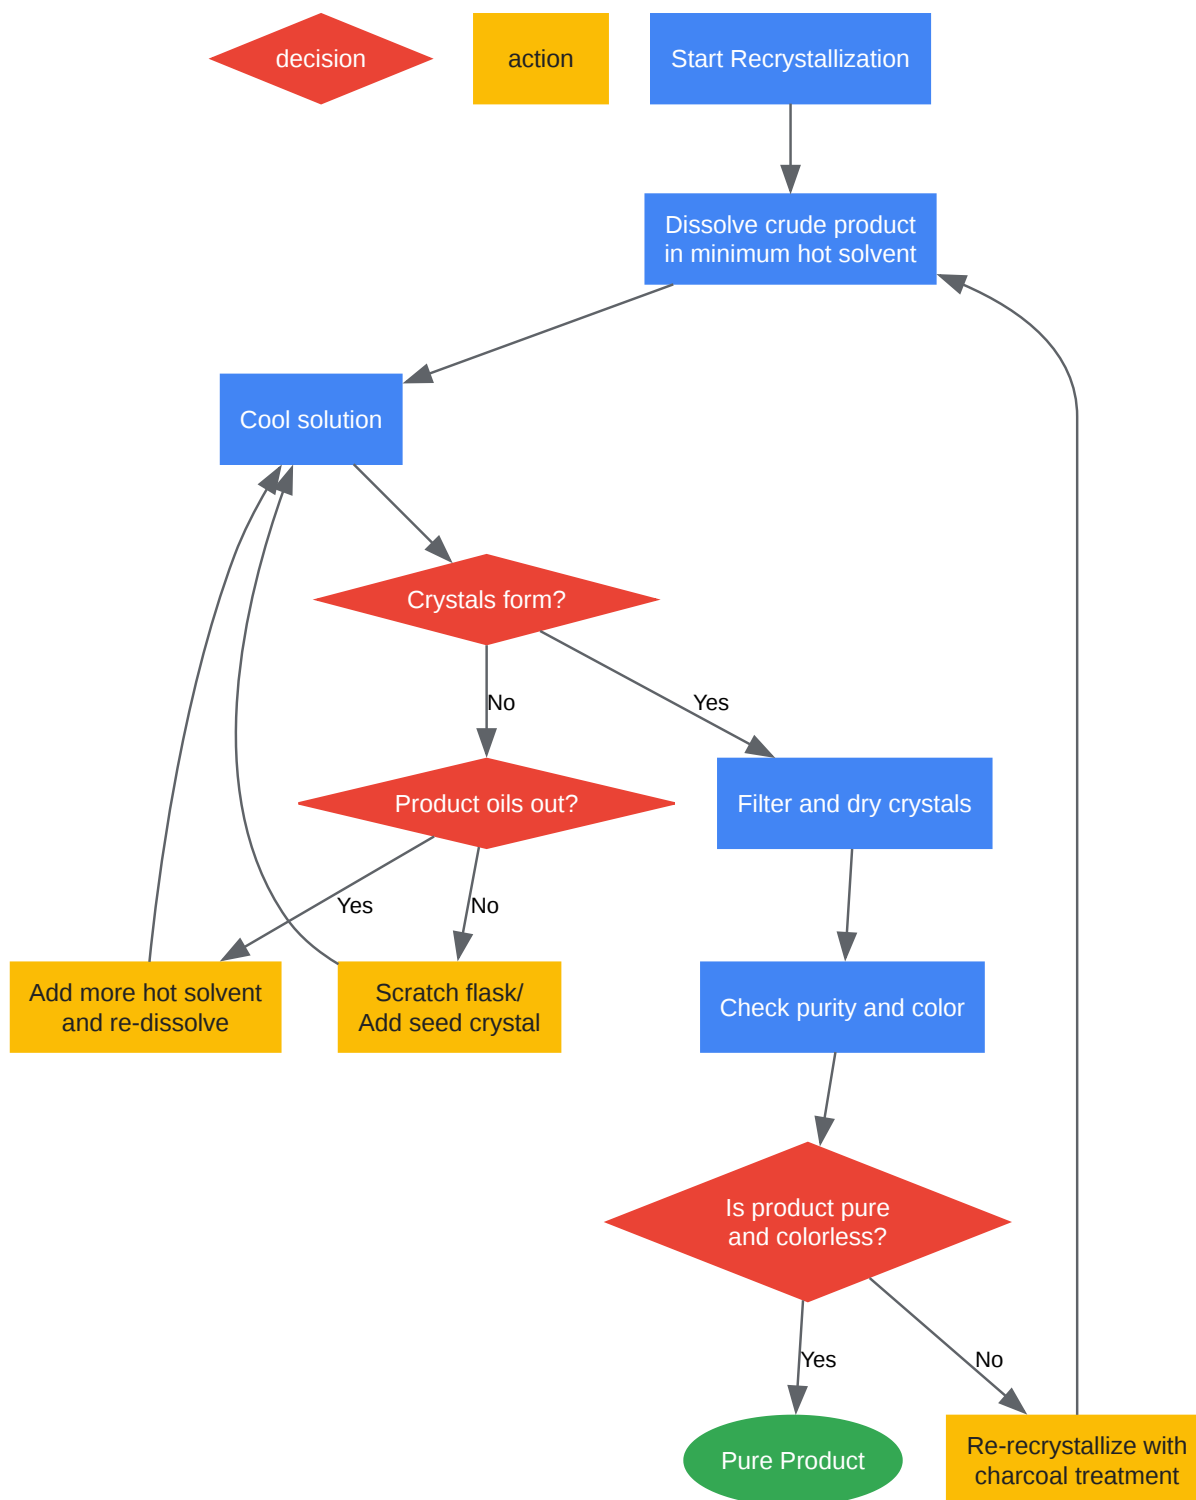 decision
action
Start Recrystallization
Dissolve crude product
in minimum hot solvent
Cool solution
Crystals form?
No
Yes
Product oils out?
Filter and dry crystals
Yes
No
Add more hot solvent
and re-dissolve
Scratch flask/
Add seed crystal
Check purity and color
Is product pure
and colorless?
Yes
No
Pure Product
Re-recrystallize with
charcoal treatment